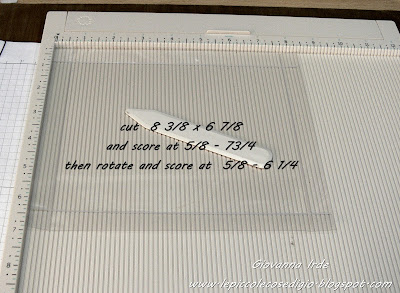 cut 8 3/8 x 6 7/8
and score at 5/8 - 73/4
then rotate and score at 5/8 - 6 1/4
Giovanna Irde
www.lepiccolecosedigio.blogspot.com